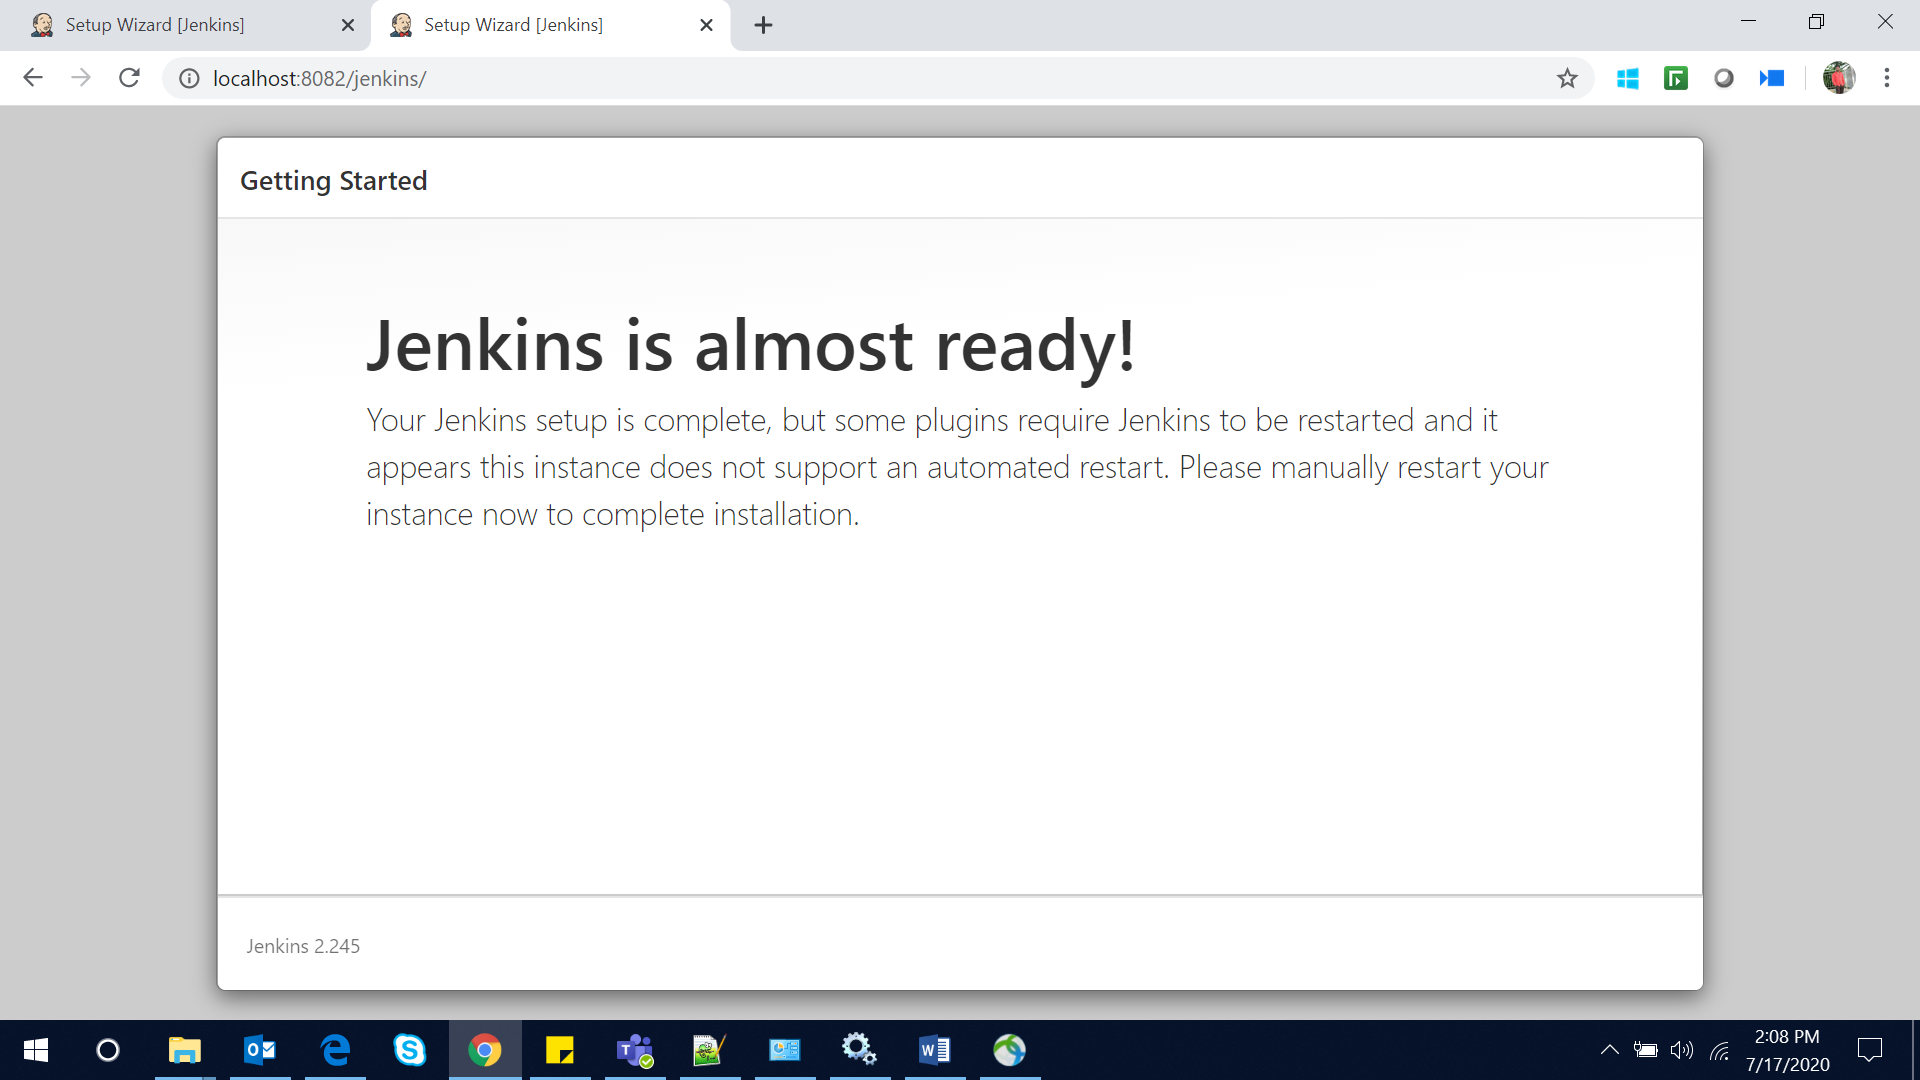 Setup Wizard [Jenkins]
Setup Wizard [Jenkins]
localhost:8082/jenkins/
Getting Started
Jenkins is almost ready!
Your Jenkins setup is complete, but some plugins require Jenkins to be restarted and it
appears this instance does not support an automated restart. Please manually restart your
instance now to complete installation.
Jenkins 2.245
2:08 PM
7/17/2020